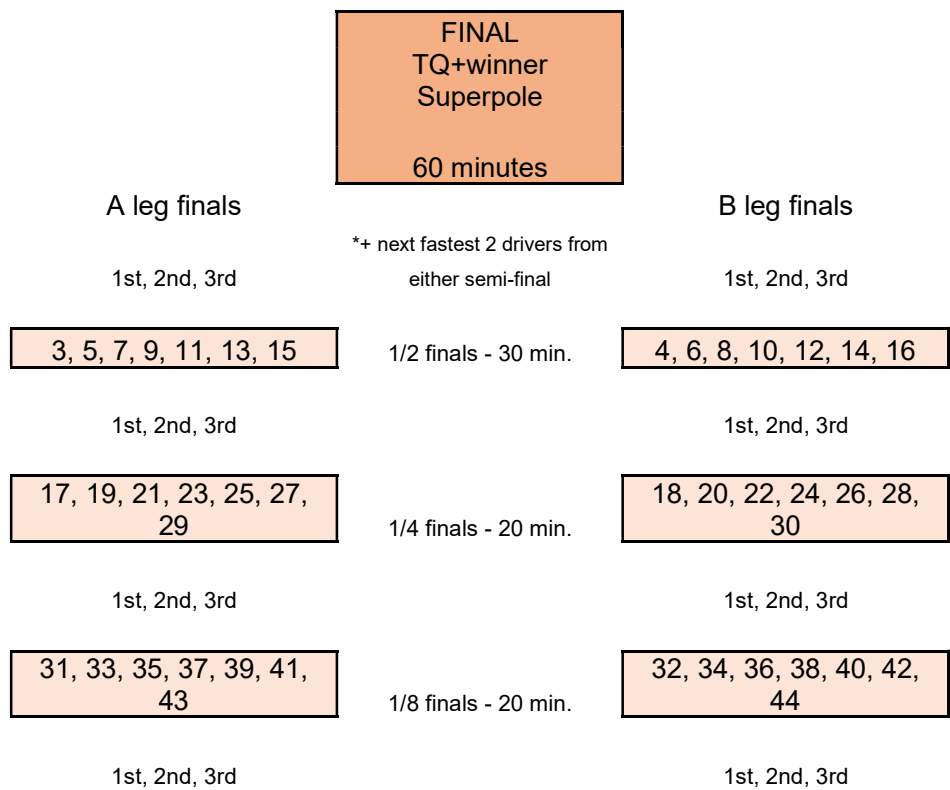 FINAL
TQ+winner
Superpole
60 minutes
A leg finals
B leg finals
*+ next fastest 2 drivers from
either semi-final
1st, 2nd, 3rd
1st, 2nd, 3rd
3, 5, 7, 9, 11, 13, 15
1/2 finals - 30 min.
4, 6, 8, 10, 12, 14, 16
1st, 2nd, 3rd
1st, 2nd, 3rd
17, 19, 21, 23, 25, 27,
29
1/4 finals - 20 min.
18, 20, 22, 24, 26, 28,
30
1st, 2nd, 3rd
1st, 2nd, 3rd
31, 33, 35, 37, 39, 41,
43
1/8 finals - 20 min.
32, 34, 36, 38, 40, 42,
44
1st, 2nd, 3rd
1st, 2nd, 3rd